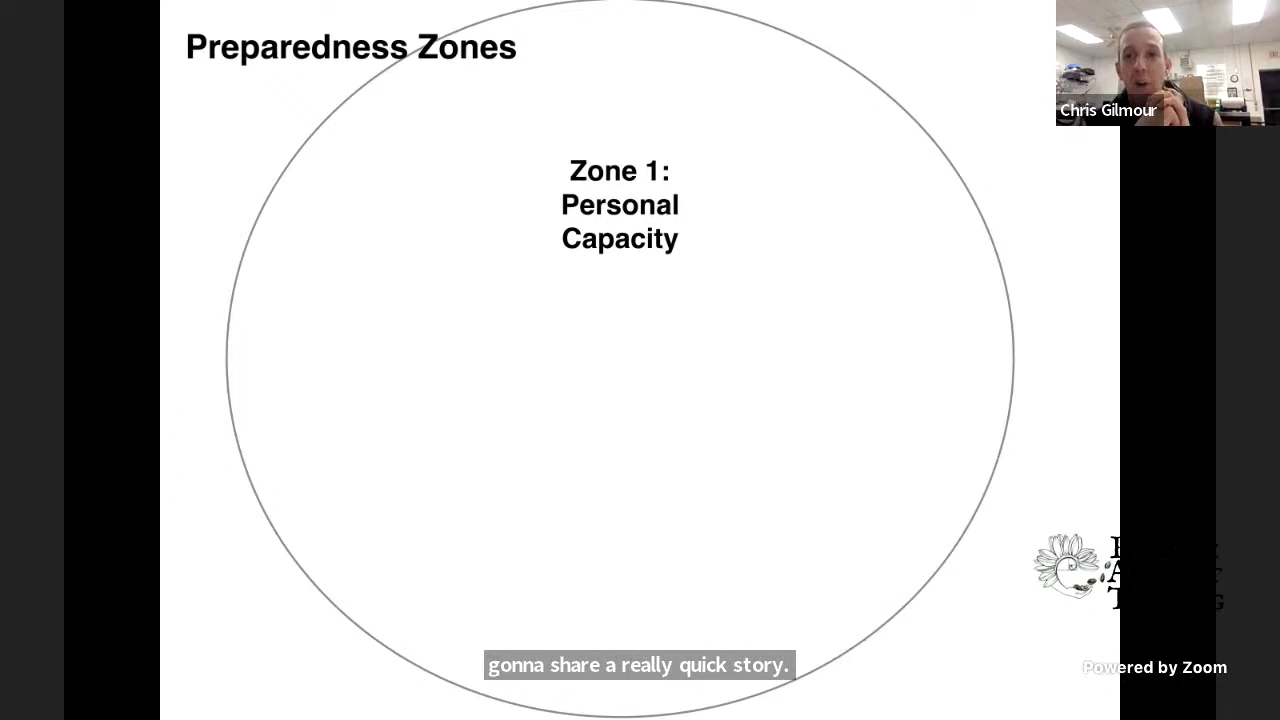 Preparedness Zones
Chris Gilmour
Zone 1:
Personal
Capacity
gonna share a really quick story.
Powered by Zoom